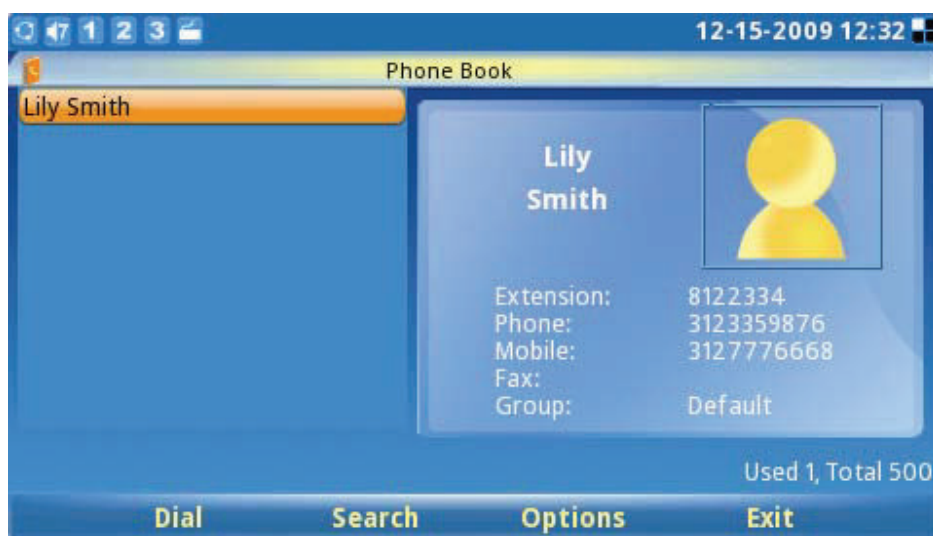 7 1 2 3 12-15-2009 12:32
Phone Book
Lily Smith
Lily
Smith
Extension: 8122334
Phone: 3123359876
Mobile: 3127776668
Fax:
Group: Default
Used 1, Total 500
Dial Search Options Exit